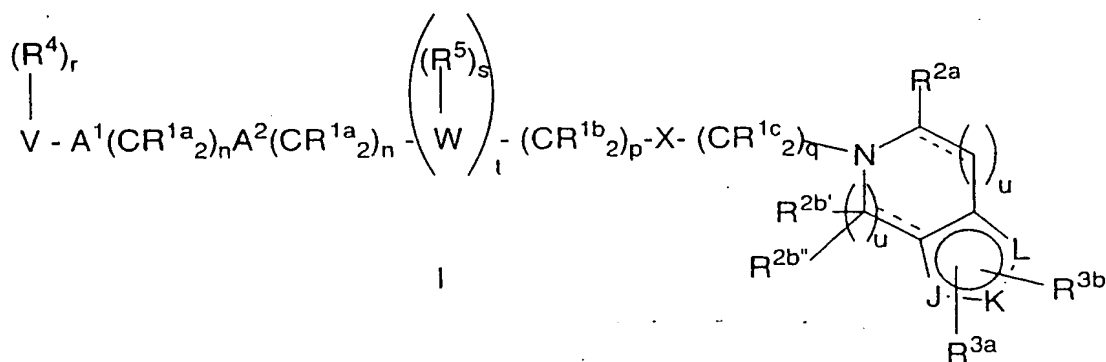 (R⁴)ᵣ (R⁵)ₛ R²ᵃ
V - A¹(CR¹ᵃ₂)ₙA²(CR¹ᵃ₂)ₙ - W ₜ - (CR¹ᵇ₂)ₚ-X- (CR¹ᶜ₂)q N ( )ᵤ
R²ᵇ' ( )ᵤ
R²ᵇ" L
I J K R³ᵇ
R³ᵃ